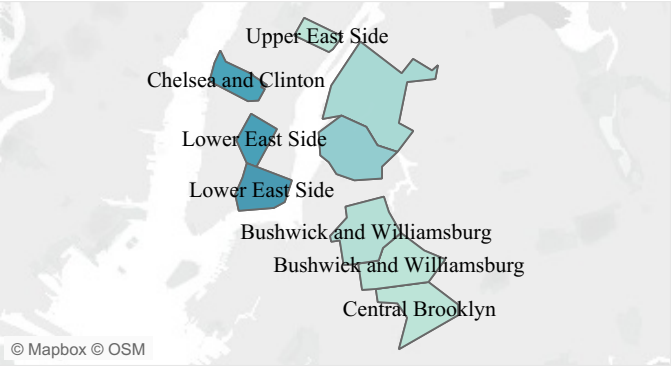 Upper East Side
Chelsea and Clinton
Lower East Side
Lower East Side
Bushwick and Williamsburg
Bushwick and Williamsburg
Central Brooklyn
© Mapbox © OSM